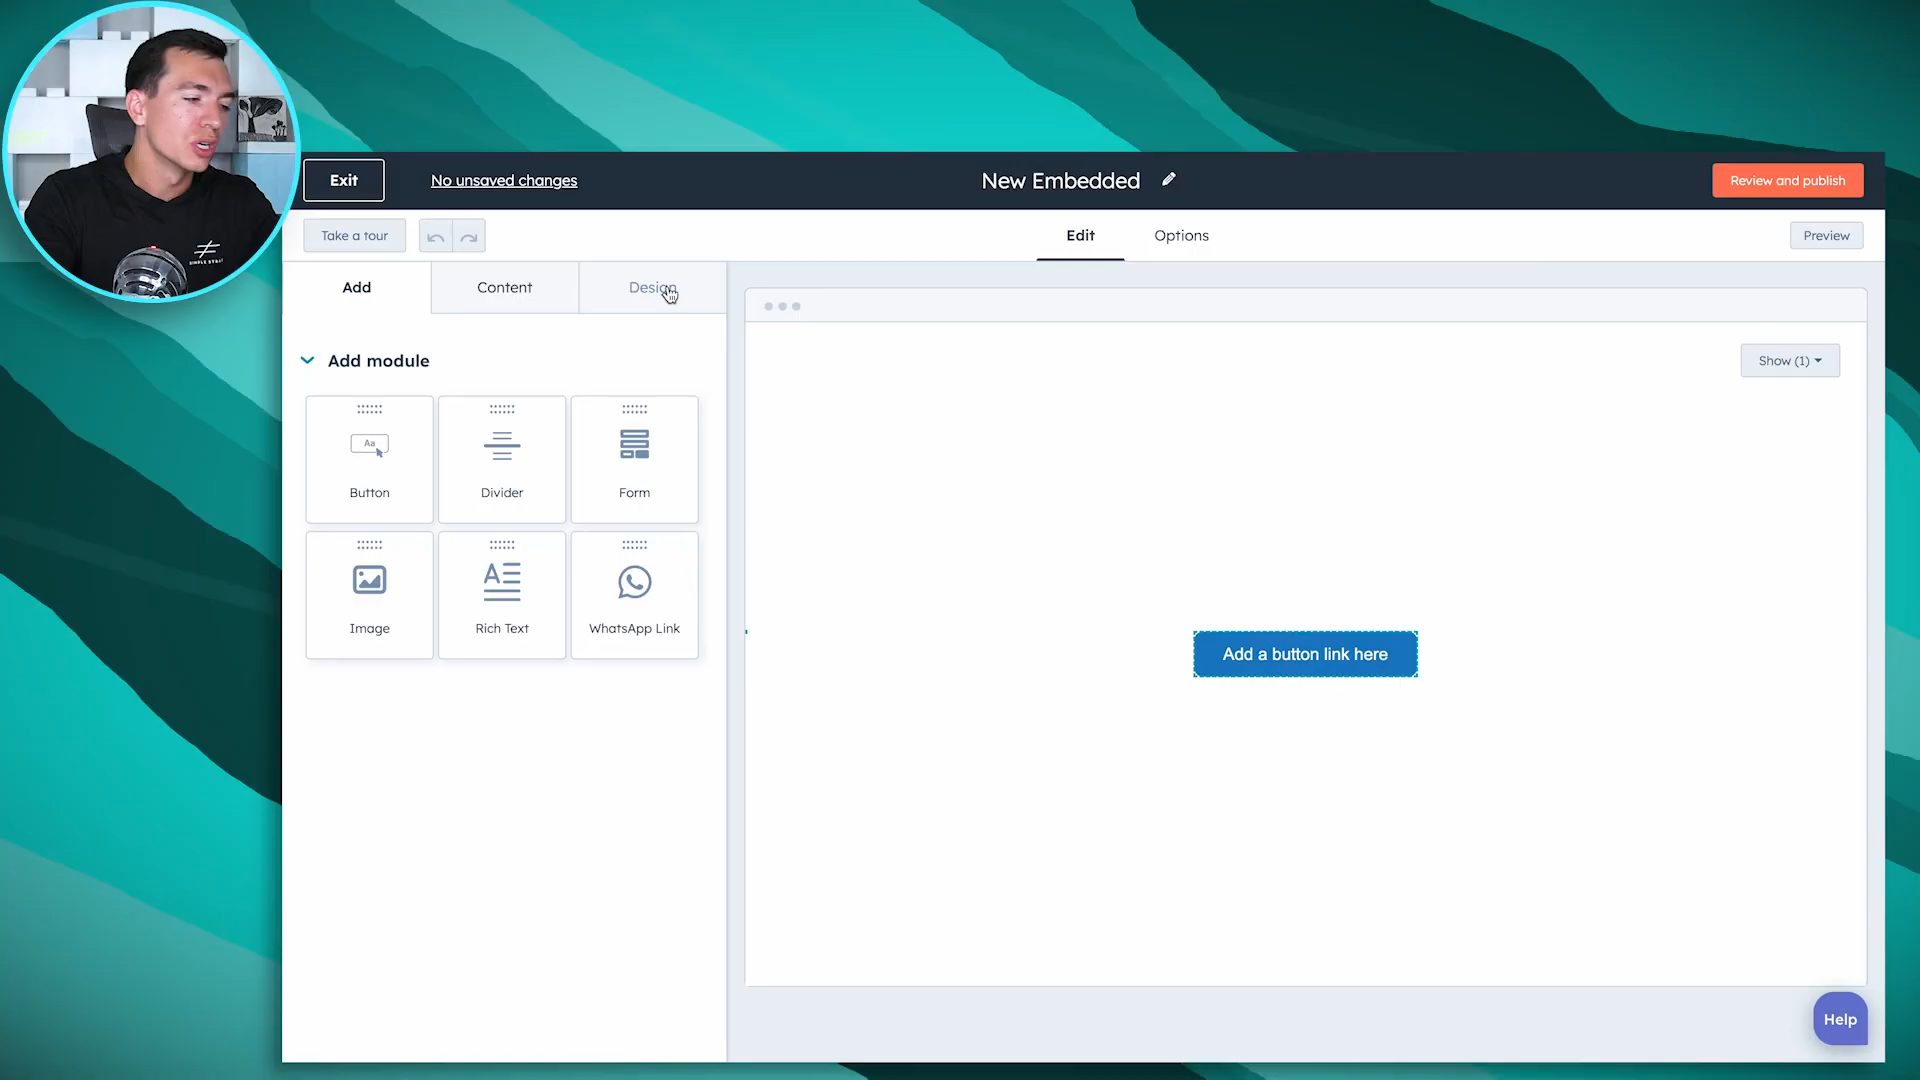 Exit
No unsaved changes
New Embedded
Review and publish
Take a tour
Edit
Options
Preview
Add
Content
Design
Add module
Show (1)
Aa
Button
Divider
Form
Image
A
Rich Text
WhatsApp Link
Add a button link here
Help